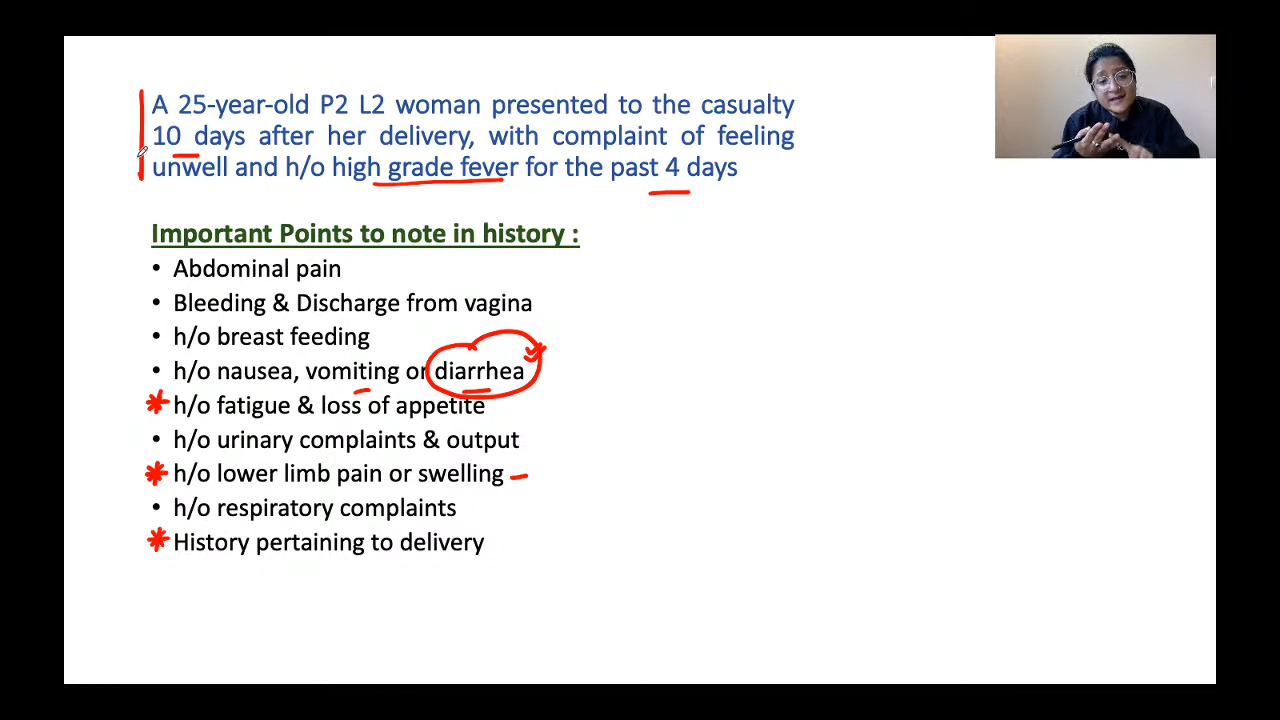 A 25-year-old P2 L2 woman presented to the casualty
10 days after her delivery, with complaint of feeling
unwell and h/o high grade fever for the past 4 days
Important Points to note in history :
• Abdominal pain
• Bleeding & Discharge from vagina
• h/o breast feeding
• h/o nausea, vomiting or diarrhea
h/o fatigue & loss of appetite
• h/o urinary complaints & output
h/o lower limb pain or swelling
• h/o respiratory complaints
History pertaining to delivery